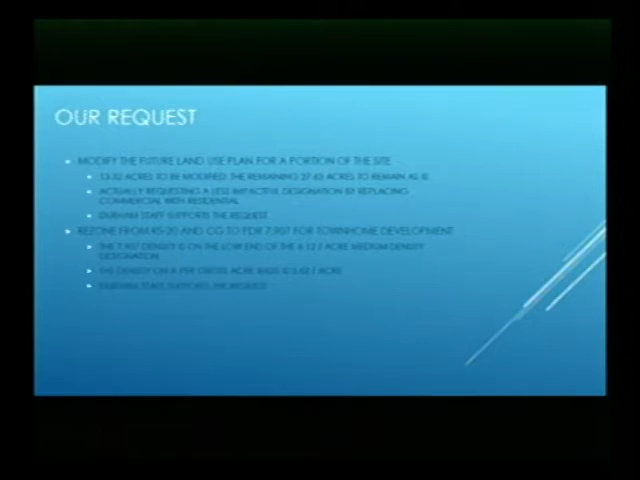 OUR REQUEST
MODIFY THE FUTURE LAND USE PLAN FOR A PORTION OF THE SITE
13.32 ACRES TO BE MODIFIED THE REMAINING 27.63 ACRES TO REMAIN AS IS
ACTUALLY REQUESTING A LESS IMPACTFUL DESIGNATION BY REPLACING
COMMERCIAL WITH RESIDENTIAL
DURHAM STAFF SUPPORTS THE REQUEST
REZONE FROM RS-20 AND CG TO PDR 7.907 FOR TOWNHOME DEVELOPMENT
THE 7.907 DENSITY IS ON THE LOW END OF THE 6-12 / ACRE MEDIUM DENSITY
DESIGNATION
THE DENSITY ON A PER GROSS ACRE BASIS IS / ACRE
DURHAM STAFF SUPPORTS THE REQUEST